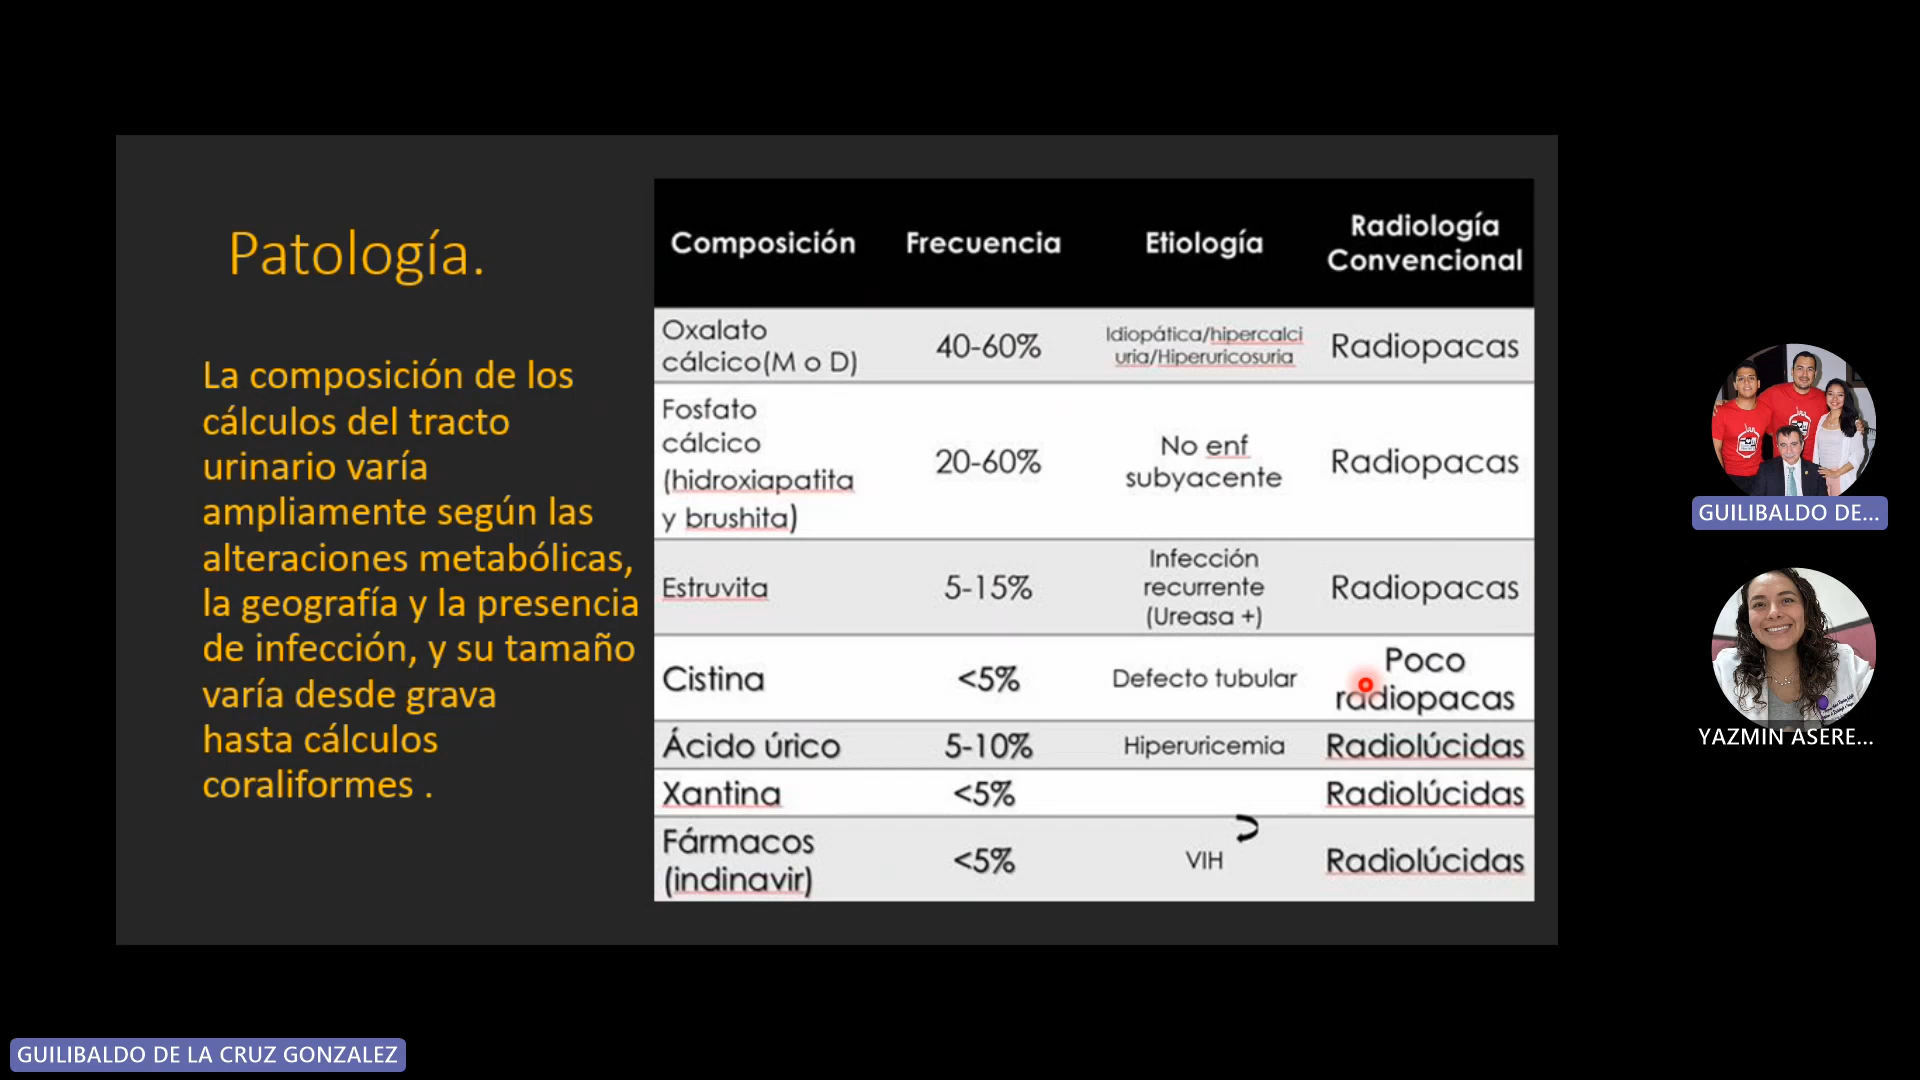 Patología.
La composición de los
cálculos del tracto
urinario varía
ampliamente según las
alteraciones metabólicas,
la geografía y la presencia
de infección, y su tamaño
varía desde grava
hasta cálculos
coraliformes .
Composición Frecuencia Etiología Radiología Convencional
Oxalato cálcico(M o D) 40-60% Idiopática/hipercalci uria/Hiperuricosuria Radiopacas
Fosfato cálcico (hidroxiapatita y brushita) 20-60% No enf subyacente Radiopacas
Estruvita 5-15% Infección recurrente (Ureasa +) Radiopacas
Cistina <5% Defecto tubular Poco radiopacas
Ácido úrico 5-10% Hiperuricemia Radiolúcidas
Xantina <5% Radiolúcidas
Fármacos (indinavir) <5% VIH Radiolúcidas
GUILIBALDO DE...
YAZMIN ASERE...
GUILIBALDO DE LA CRUZ GONZALEZ